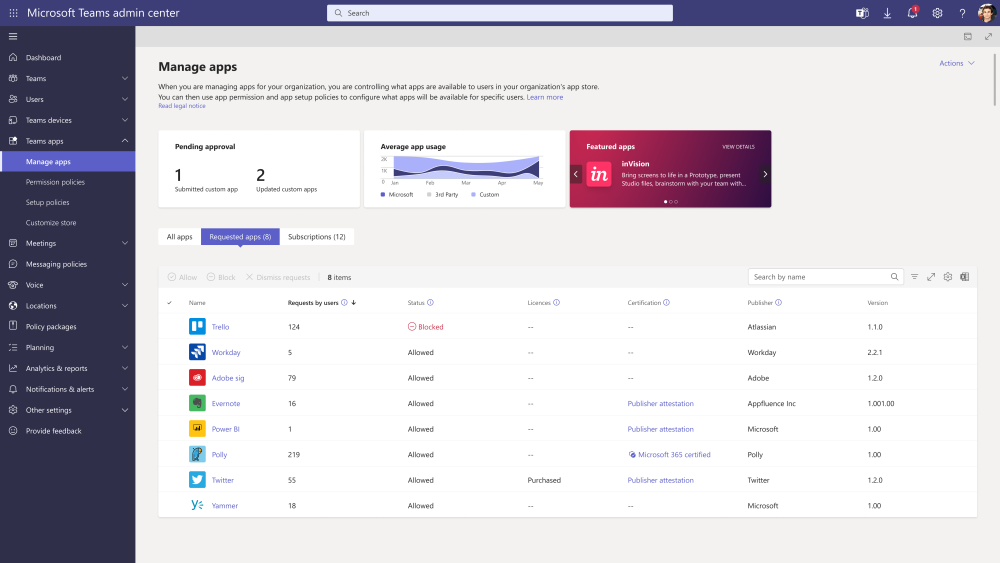 Microsoft Teams admin center
Search
1
Dashboard
Teams
Users
Teams devices
Teams apps
Manage apps
Permission policies
Setup policies
Customize store
Meetings
Messaging policies
Voice
Locations
Policy packages
Planning
Analytics & reports
Notifications & alerts
Other settings
Provide feedback
Manage apps
Actions
When you are managing apps for your organization, you are controlling what apps are available to users in your organization's app store.
You can then use app permission and app setup policies to configure what apps will be available for specific users. Learn more
Read legal notice
Pending approval
1 2
Submitted custom app Updated custom apps
Average app usage
2K
1K
0
Jan Feb Mar Apr May
Microsoft 3rd Party Custom
Featured apps VIEW DETAILS
in
inVision
Bring screens to life in a Prototype, present
Studio files, brainstorm with your team with...
All apps Requested apps (8) Subscriptions (12)
Allow Block Dismiss requests 8 items Search by name
Name Requests by users Status Licences Certification Publisher Version
Trello 124 Blocked -- -- Atlassian 1.1.0
Workday 5 Allowed -- -- Workday 2.2.1
Adobe sig 79 Allowed -- -- Adobe 1.2.0
Evernote 16 Allowed -- Publisher attestation Appfluence Inc 1.001.00
Power BI 1 Allowed -- Publisher attestation Microsoft 1.00
Polly 219 Allowed -- Microsoft 365 certified Polly 1.00
Twitter 55 Allowed Purchased Publisher attestation Twitter 1.2.0
Yammer 18 Allowed -- -- Microsoft 1.00